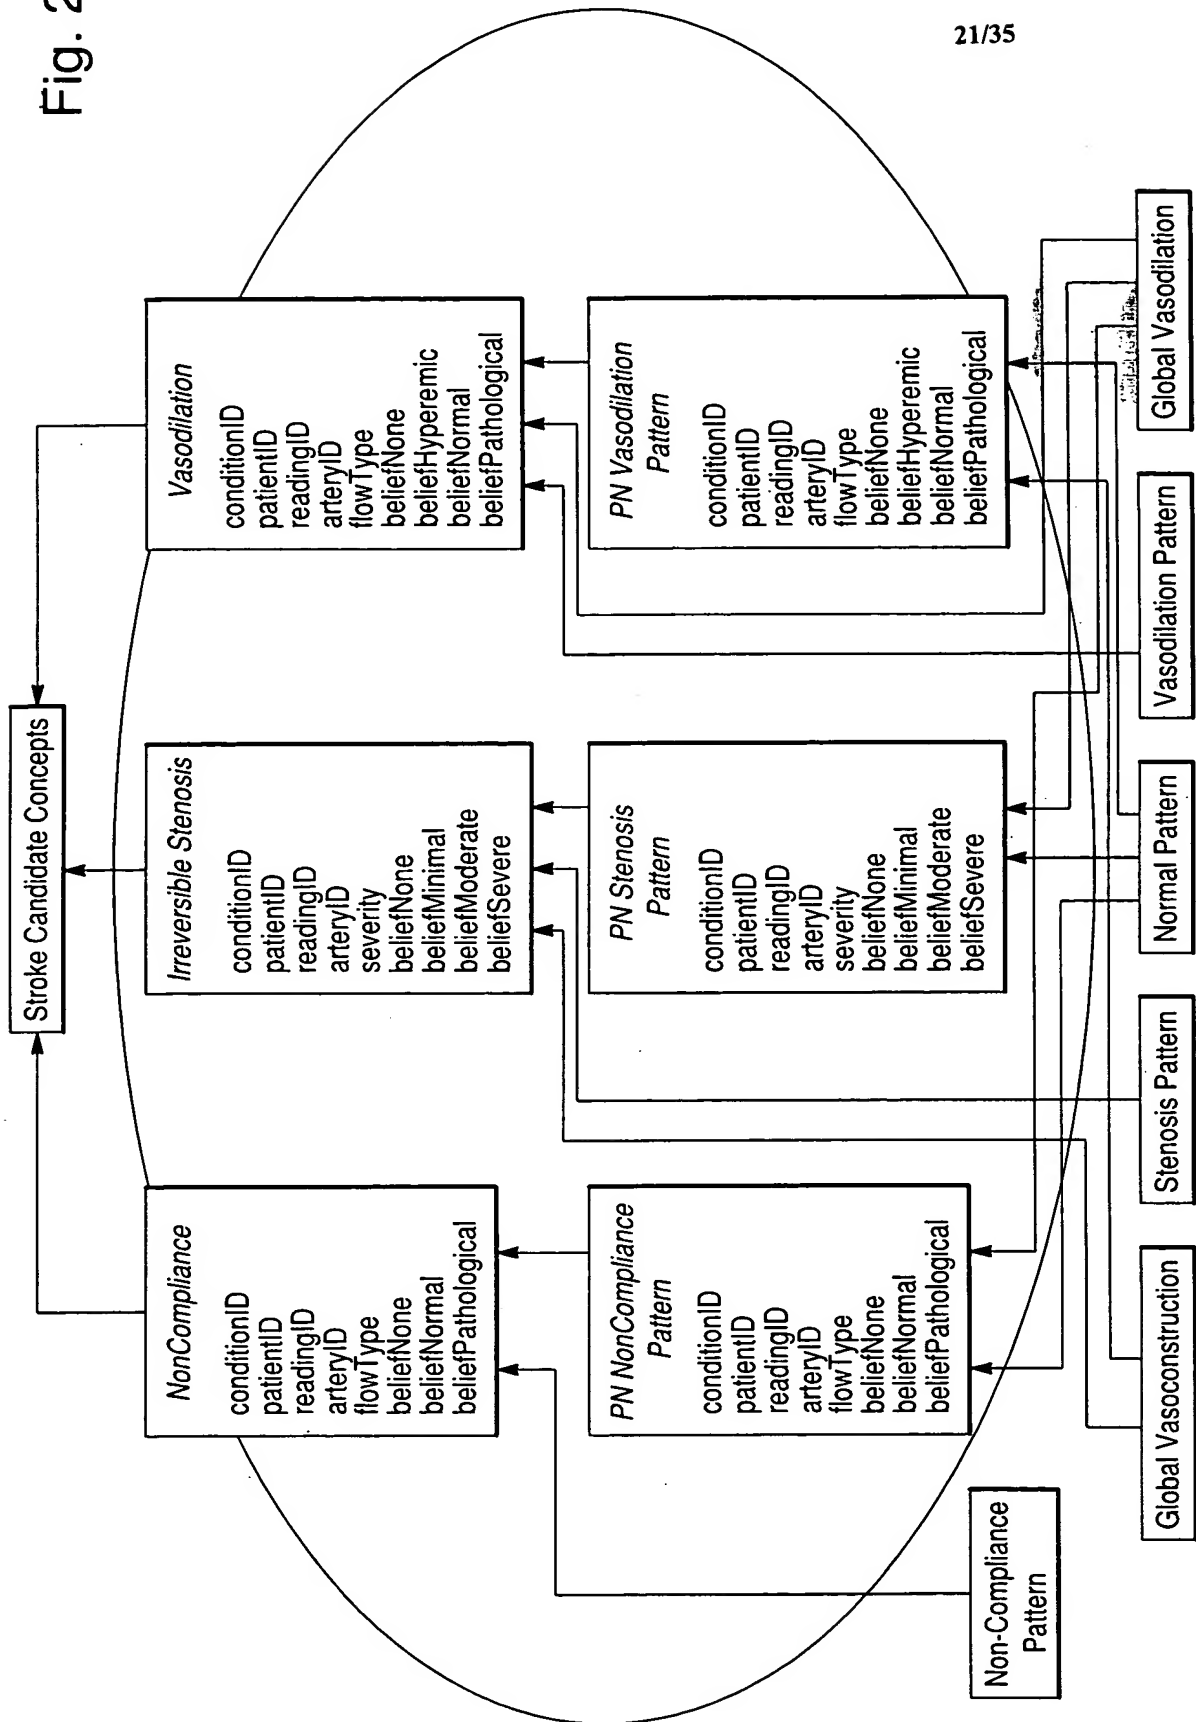 Fig. 2
21/35
Stroke Candidate Concepts
NonCompliance
conditionID
patientID
readingID
arteryID
flowType
beliefNone
beliefNormal
beliefPathological
Irreversible Stenosis
conditionID
patientID
readingID
arteryID
severity
beliefNone
beliefMinimal
beliefModerate
beliefSevere
Vasodilation
conditionID
patientID
readingID
arteryID
flowType
beliefNone
beliefHyperemic
beliefNormal
beliefPathological
PN NonCompliance
Pattern
conditionID
patientID
readingID
arteryID
flowType
beliefNone
beliefNormal
beliefPathological
PN Stenosis
Pattern
conditionID
patientID
readingID
arteryID
severity
beliefNone
beliefMinimal
beliefModerate
beliefSevere
PN Vasodilation
Pattern
conditionID
patientID
readingID
arteryID
flowType
beliefNone
beliefHyperemic
beliefNormal
beliefPathological
Non-Compliance
Pattern
Global Vasoconstruction
Stenosis Pattern
Normal Pattern
Vasodilation Pattern
Global Vasodilation